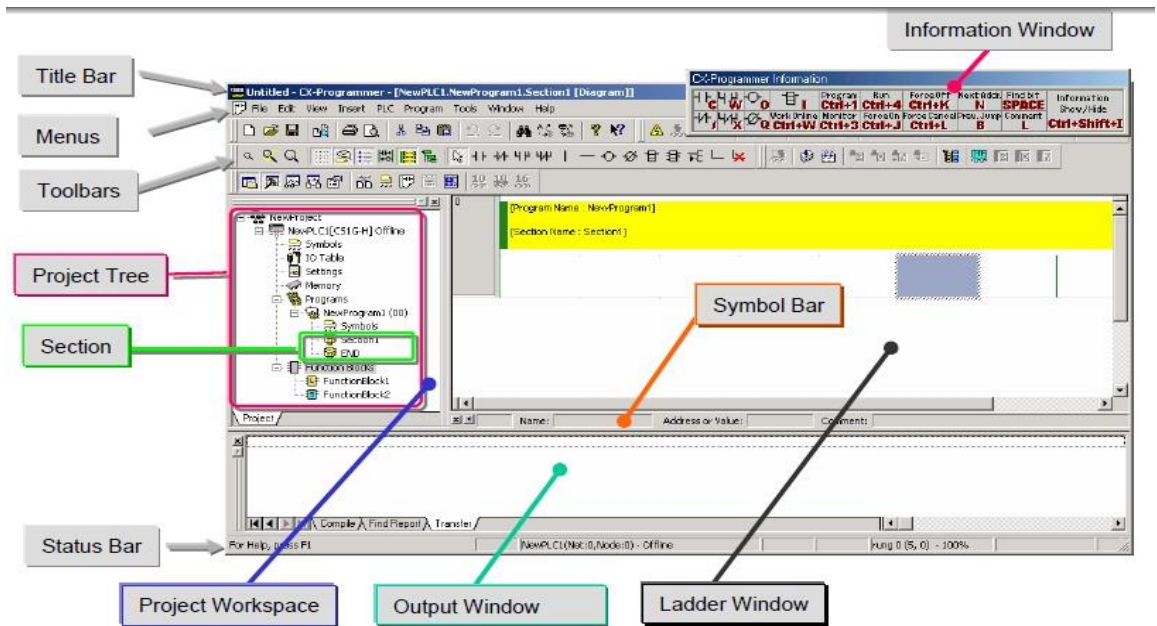 Information Window
Title Bar
CX-Programmer Information
Untitled - CX-Programmer - [NewPLC1.NewProgram1.Section1 [Diagram]]
C W O I Program Ctrl+1 Run Ctrl+4 Force Off Ctrl+K Next Addr. N Find bit SPACE Information Show/Hide
/ X Q Work Online Ctrl+W Monitor Ctrl+3 Force On Ctrl+J Force Cancel Ctrl+L Prev. Jump B Comment L Ctrl+Shift+I
Menus
File Edit View Insert PLC Program Tools Window Help
Toolbars
10 10 16
0
[Program Name : NewProgram1]
[Section Name : Section1]
NewProject
NewPLC1[CS1G-H] Offline
Symbols
IO Table
Settings
Memory
Programs
NewProgram1 (00)
Symbols
Section1
END
Function Blocks
FunctionBlock1
FunctionBlock2
Project
Project Tree
Section
Symbol Bar
Name: Address or Value: Comment:
Compile Find Report Transfer
Status Bar
For Help, press F1
NewPLC1(Net:0,Node:0) - Offline
rung 0 (5, 0) - 100%
Project Workspace
Output Window
Ladder Window